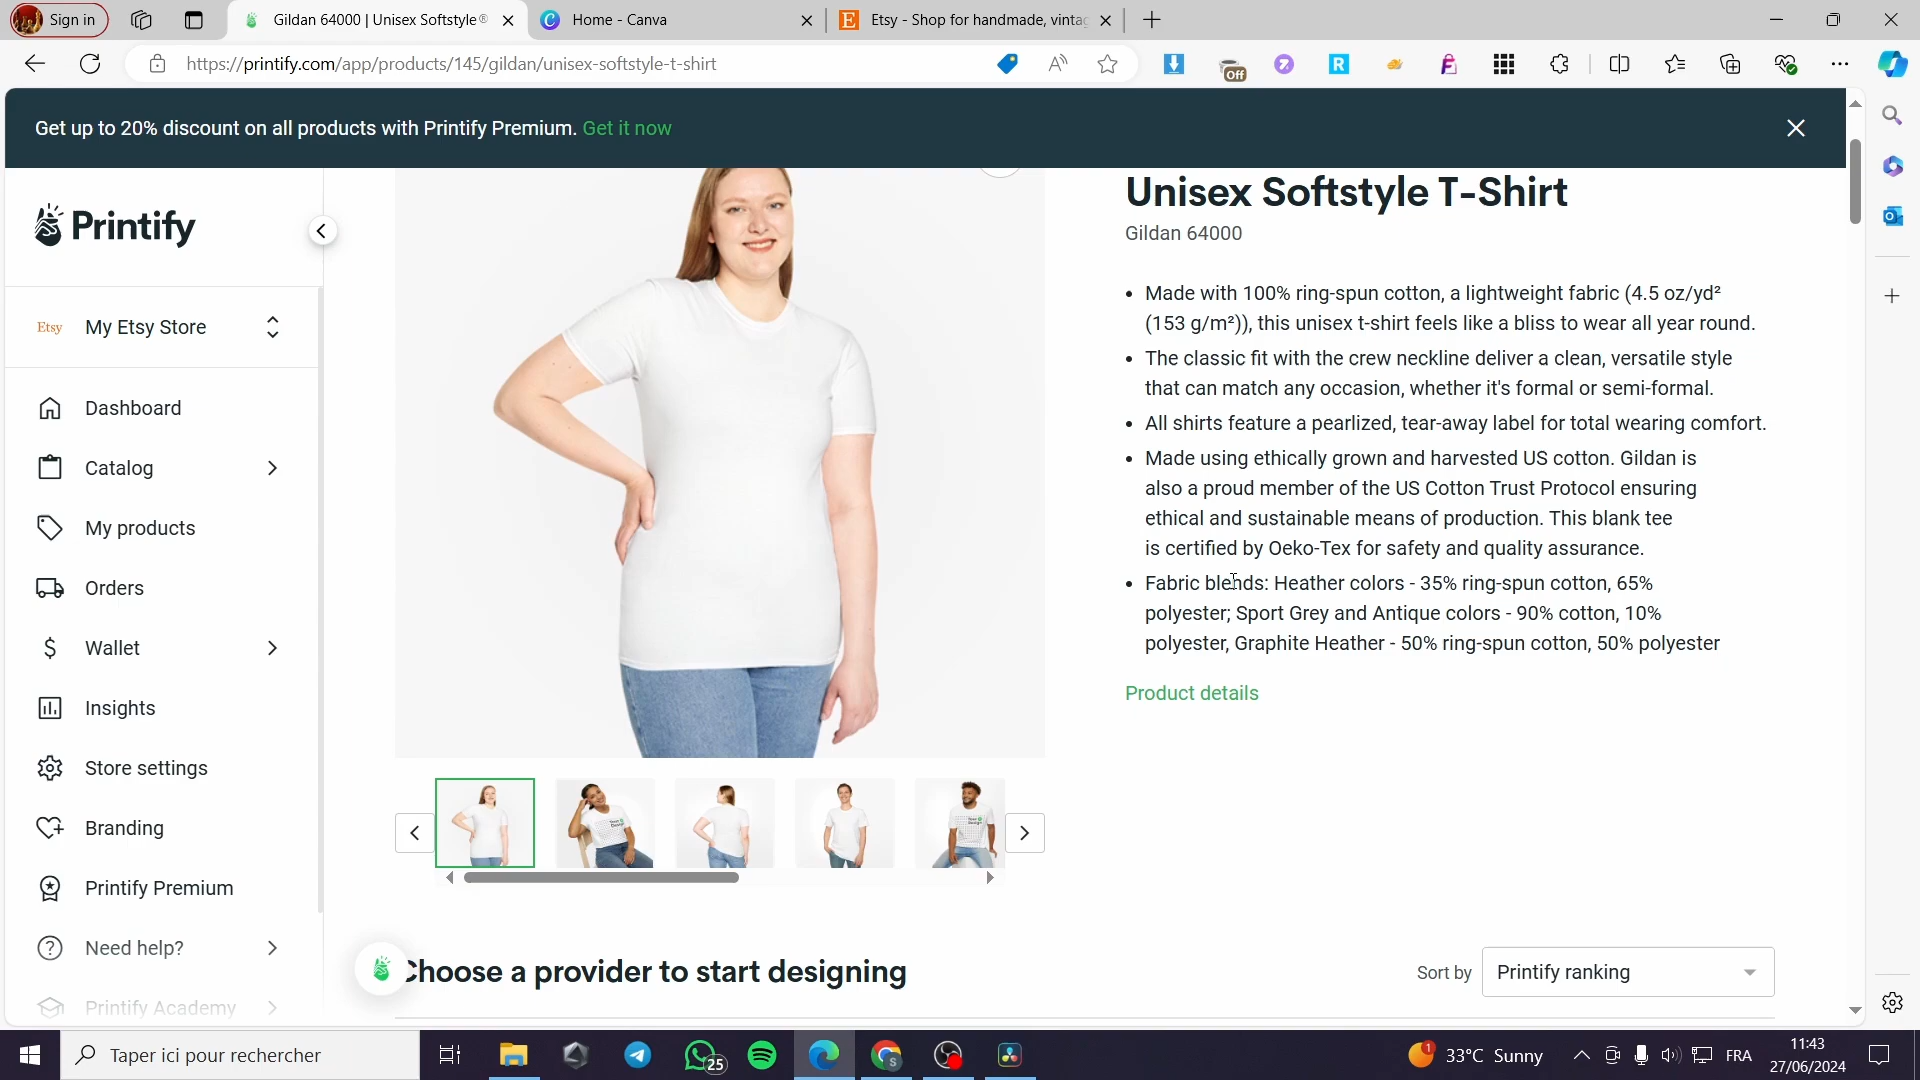 Sign in
Gildan 64000 | Unisex Softstyle®
Home - Canva
Etsy - Shop for handmade, vinta
https://printify.com/app/products/145/gildan/unisex-softstyle-t-shirt
Off
Get up to 20% discount on all products with Printify Premium. Get it now
Printify
Etsy My Etsy Store
Dashboard
Catalog
My products
Orders
Wallet
Insights
Store settings
Branding
Printify Premium
Need help?
Printify Academy
Unisex Softstyle T-Shirt
Gildan 64000
• Made with 100% ring-spun cotton, a lightweight fabric (4.5 oz/yd²
(153 g/m²)), this unisex t-shirt feels like a bliss to wear all year round.
• The classic fit with the crew neckline deliver a clean, versatile style
that can match any occasion, whether it's formal or semi-formal.
• All shirts feature a pearlized, tear-away label for total wearing comfort.
• Made using ethically grown and harvested US cotton. Gildan is
also a proud member of the US Cotton Trust Protocol ensuring
ethical and sustainable means of production. This blank tee
is certified by Oeko-Tex for safety and quality assurance.
• Fabric blends: Heather colors - 35% ring-spun cotton, 65%
polyester; Sport Grey and Antique colors - 90% cotton, 10%
polyester, Graphite Heather - 50% ring-spun cotton, 50% polyester
Product details
Choose a provider to start designing
Sort by
Printify ranking
Taper ici pour rechercher
25
1
33°C Sunny
FRA
11:43
27/06/2024